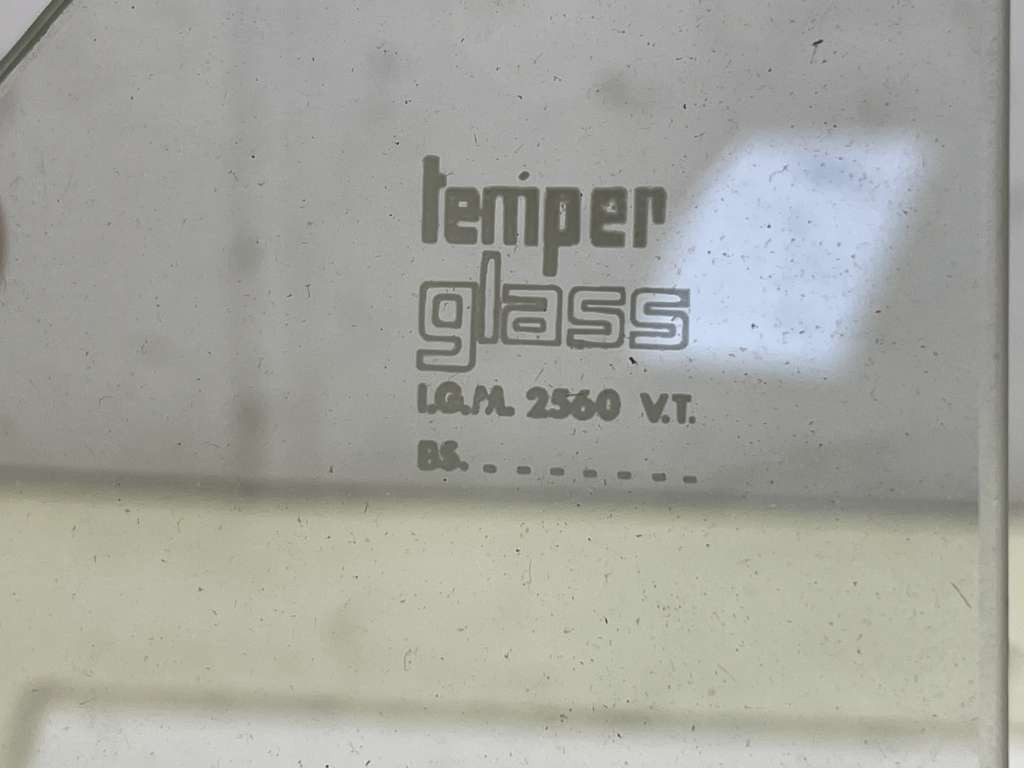 temper
glass
I.G.M. 2560 V.T.
BS. - - - - - - -